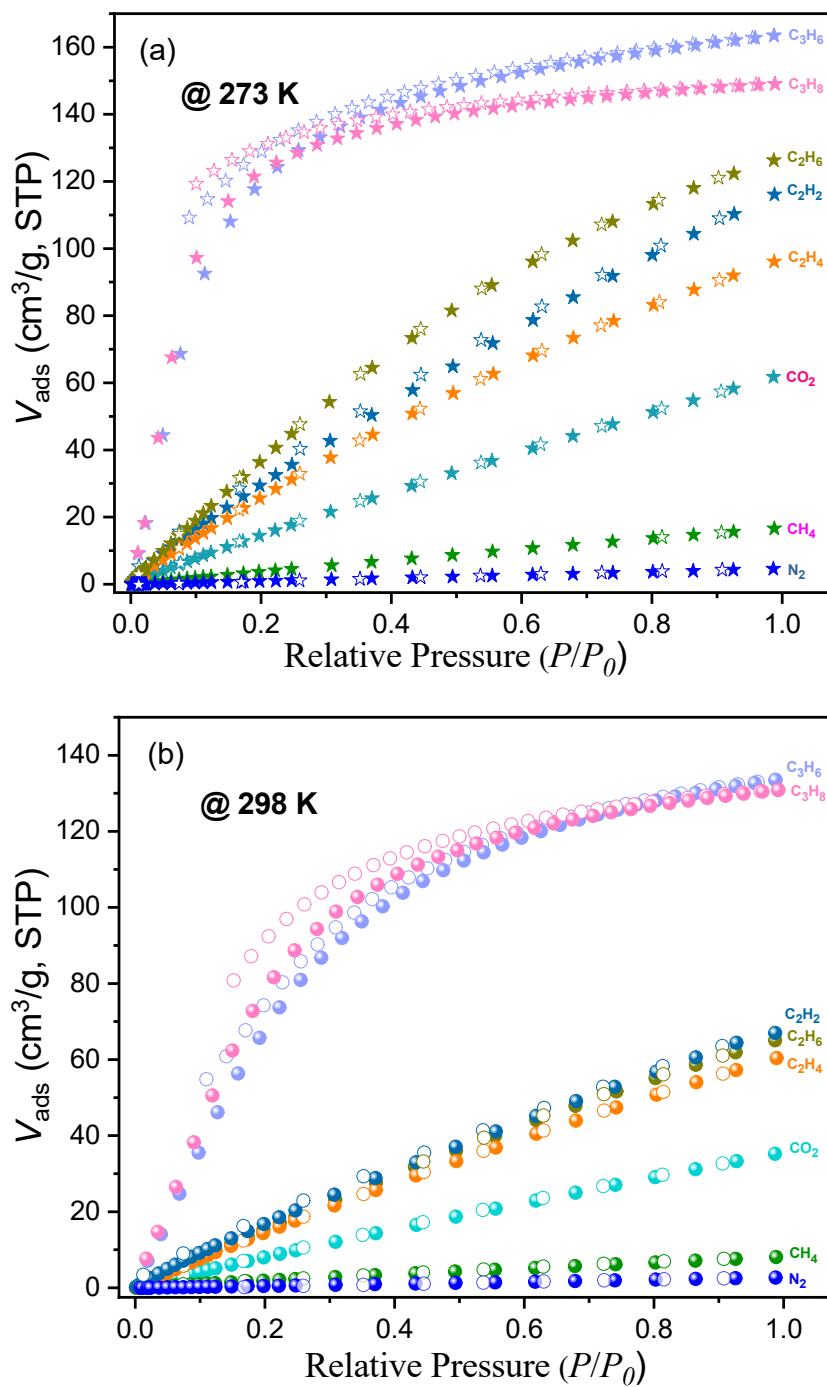 (a)
@ 273 K
160
140
120
100
80
60
40
20
0
V_ads (cm³/g, STP)
C₃H₆
C₃H₈
C₂H₆
C₂H₂
C₂H₄
CO₂
CH₄
N₂
0.0 0.2 0.4 0.6 0.8 1.0
Relative Pressure (P/P₀)
(b)
@ 298 K
140
120
100
80
60
40
20
0
V_ads (cm³/g, STP)
C₃H₆
C₃H₈
C₂H₂
C₂H₆
C₂H₄
CO₂
CH₄
N₂
0.0 0.2 0.4 0.6 0.8 1.0
Relative Pressure (P/P₀)